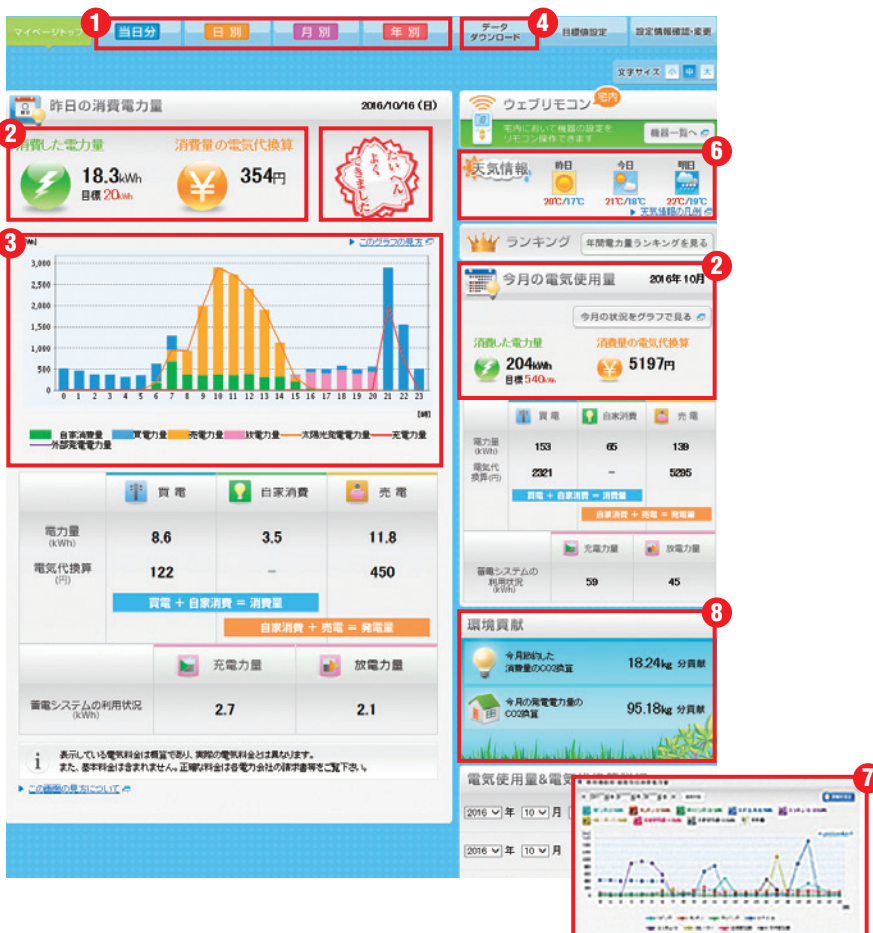 1
4
マイページトップ
当日分
日 別
月 別
年 別
データ
ダウンロード
目標値設定
設定情報確認・変更
文字サイズ 小 中 大
昨日の消費電力量
2016/10/16 (日)
2
消費した電力量
消費量の電気代換算
18.3kWh
目標 20kWh
354円
たいへん
よく
できました
3
このグラフの見方
3,000
2,500
2,000
1,500
1,000
500
0
0 1 2 3 4 5 6 7 8 9 10 11 12 13 14 15 16 17 18 19 20 21 22 23
[時]
自家消費量 買電力量 売電力量 放電力量 太陽光発電電力量 充電力量
外部発電電力量
買 電
自家消費
売 電
電力量
(kWh)
8.6
3.5
11.8
電気代換算
(円)
122
–
450
買電 + 自家消費 = 消費量
自家消費 + 売電 = 発電量
充電力量
放電力量
蓄電システムの利用状況
(kWh)
2.7
2.1
表示している電気料金は概算であり、実際の電気料金とは異なります。
また、基本料金は含まれません。正確な料金は各電力会社の請求書等をご覧下さい。
この画面の見方について
ウェブリモコン
宅内
宅内において機器の設定を
リモコン操作できます
機器一覧へ
6
天気情報
昨日
今日
明日
20℃/17℃
21℃/18℃
22℃/19℃
天気情報の凡例
ランキング
年間電力量ランキングを見る
2
今月の電気使用量
2016年 10月
今月の状況をグラフで見る
消費した電力量
消費量の電気代換算
204kWh
目標 540kWh
5197円
買 電
自家消費
売 電
電力量
(kWh)
153
65
139
電気代
換算(円)
2321
–
5295
買電 + 自家消費 = 消費量
自家消費 + 売電 = 発電量
充電力量
放電力量
蓄電システムの
利用状況
(kWh)
59
45
8
環境貢献
今月節約した
消費量のCO2換算
18.24kg 分貢献
今月の発電電力量の
CO2換算
95.18kg 分貢献
7
電気使用量&電気
2016 年 10 月
2016 年 10 月